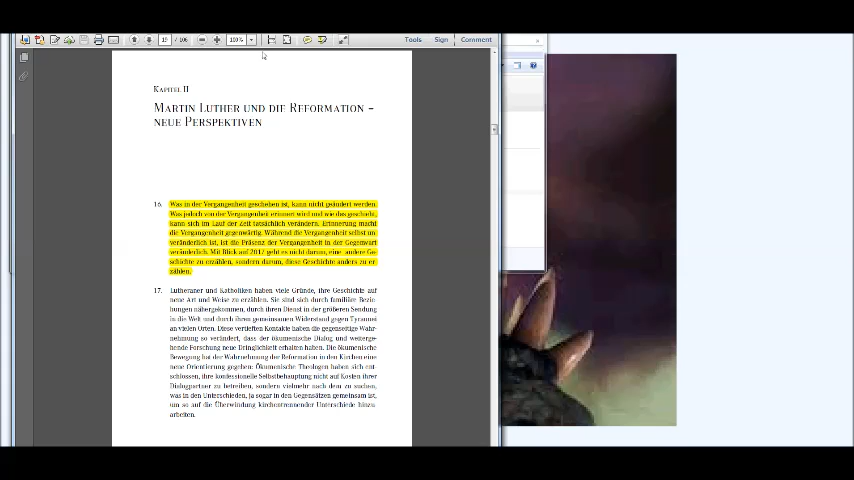 19 / 106
100%
Tools Sign Comment
Kapitel II
Martin Luther und die Reformation –
neue Perspektiven
16. Was in der Vergangenheit geschehen ist, kann nicht geändert werden.
Was jedoch von der Vergangenheit erinnert wird und wie das geschieht,
kann sich im Lauf der Zeit tatsächlich verändern. Erinnerung macht
die Vergangenheit gegenwärtig. Während die Vergangenheit selbst un-
veränderlich ist, ist die Präsenz der Vergangenheit in der Gegenwart
veränderlich. Mit Blick auf 2017 geht es nicht darum, eine andere Ge-
schichte zu erzählen, sondern darum, diese Geschichte anders zu er-
zählen.
17. Lutheraner und Katholiken haben viele Gründe, ihre Geschichte auf
neue Art und Weise zu erzählen. Sie sind sich durch familiäre Bezie-
hungen nähergekommen, durch ihren Dienst in der größeren Sendung
in die Welt und durch ihren gemeinsamen Widerstand gegen Tyrannei
an vielen Orten. Diese vertieften Kontakte haben die gegenseitige Wahr-
nehmung so verändert, dass der ökumenische Dialog und weiterge-
hende Forschung neue Dringlichkeit erhalten haben. Die ökumenische
Bewegung hat der Wahrnehmung der Reformation in den Kirchen eine
neue Orientierung gegeben: Ökumenische Theologen haben sich ent-
schlossen, ihre konfessionelle Selbstbehauptung nicht auf Kosten ihrer
Dialogpartner zu betreiben, sondern vielmehr nach dem zu suchen,
was in den Unterschieden, ja sogar in den Gegensätzen gemeinsam ist,
um so auf die Überwindung kirchentrennender Unterschiede hinzu-
arbeiten.